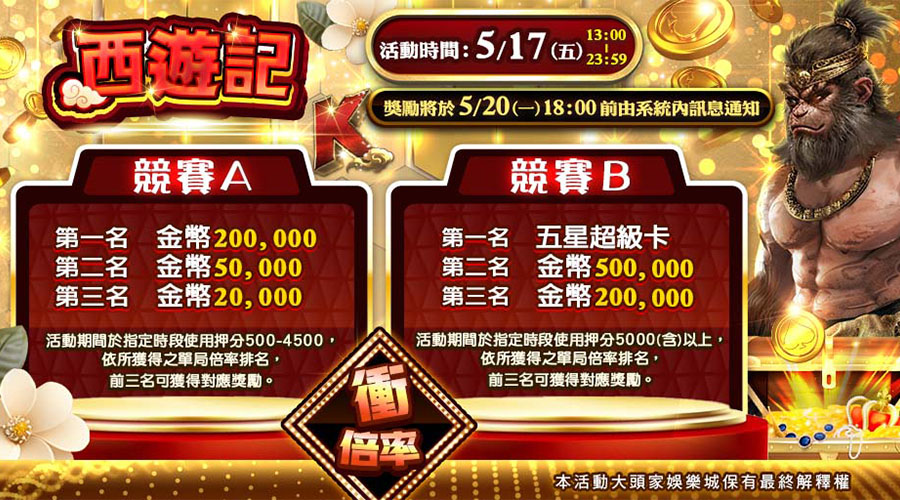 西遊記
活動時間：5/17(五) 13:00 | 23:59
獎勵將於5/20(一)18:00前由系統內訊息通知
K
競賽A
第一名 金幣200,000
第二名 金幣50,000
第三名 金幣20,000
活動期間於指定時段使用押分500-4500，
依所獲得之單局倍率排名，
前三名可獲得對應獎勵。
競賽B
第一名 五星超級卡
第二名 金幣500,000
第三名 金幣200,000
活動期間於指定時段使用押分5000(含)以上，
依所獲得之單局倍率排名，
前三名可獲得對應獎勵。
衝
倍率
本活動大頭家娛樂城保有最終解釋權